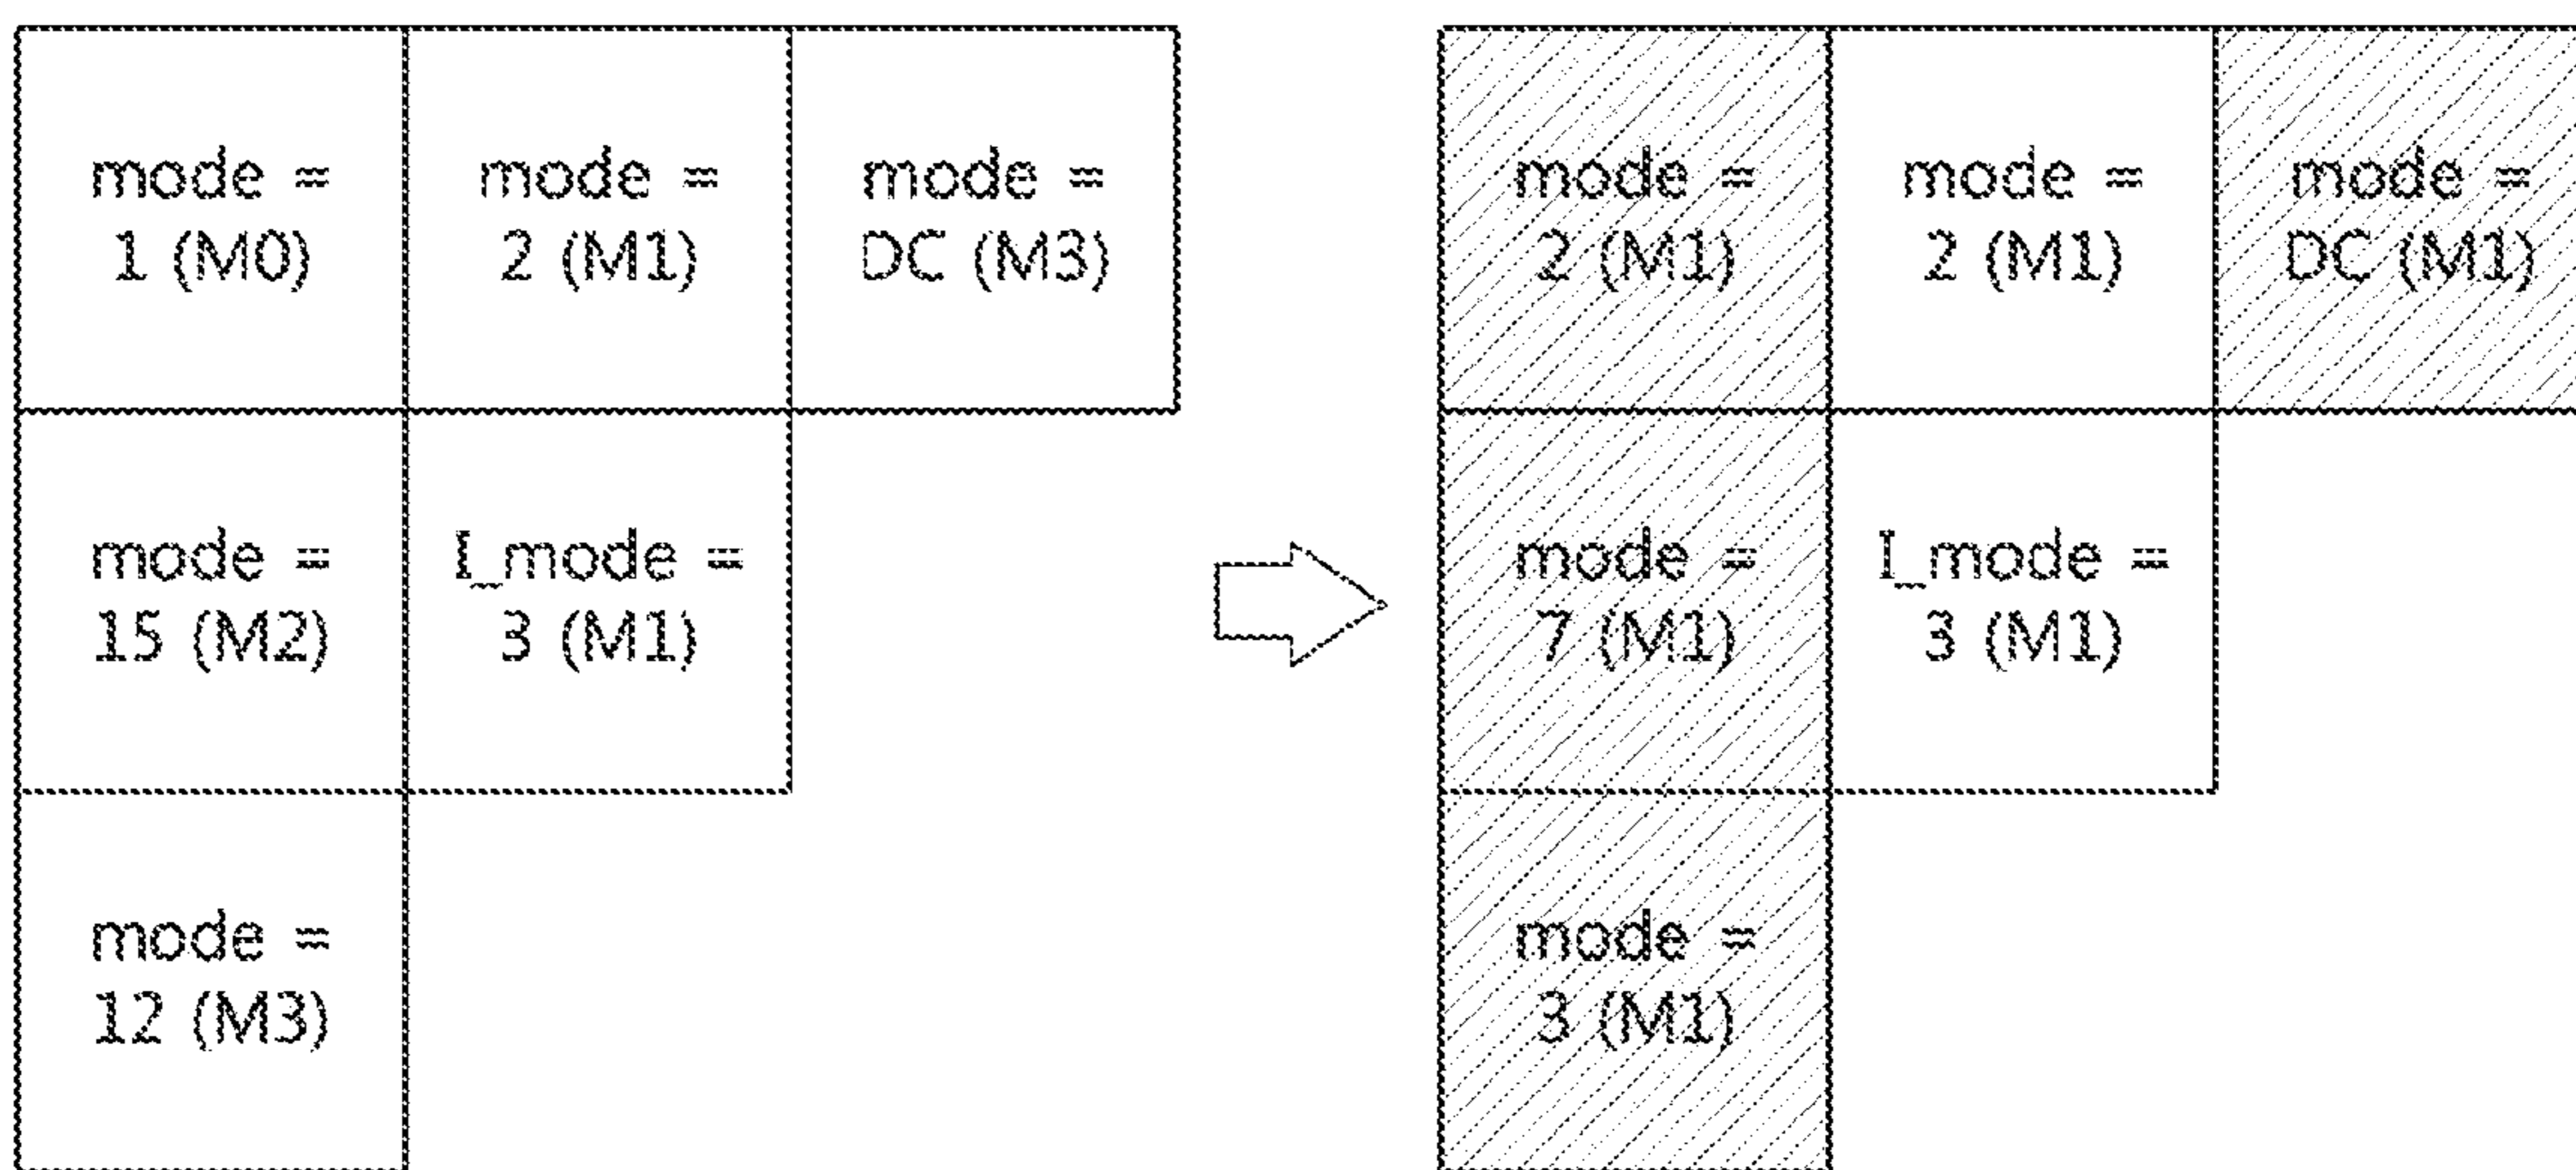 mode =
1 (M0)
mode =
2 (M1)
mode =
DC (M3)
mode =
15 (M2)
I_mode =
3 (M1)
mode =
12 (M3)
mode =
2 (M1)
mode =
2 (M1)
mode =
DC (M1)
mode =
7 (M1)
I_mode =
3 (M1)
mode =
3 (M1)